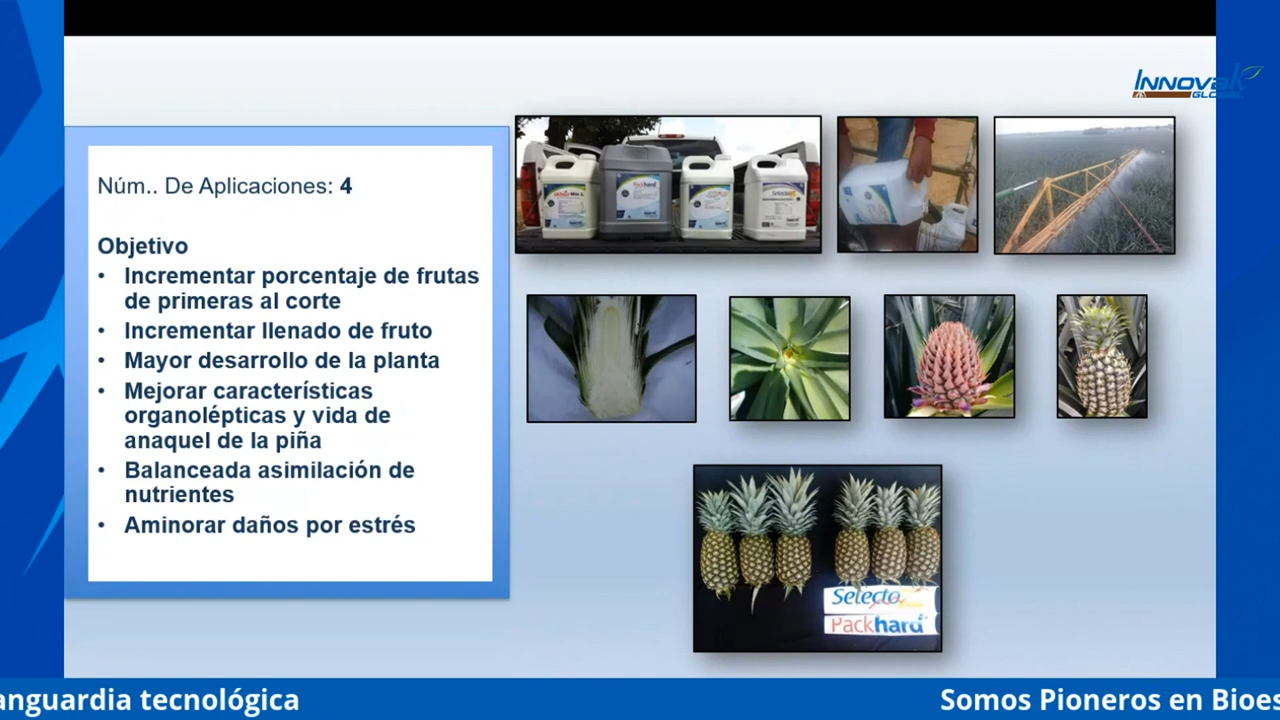 Innovak
GLOBAL
Núm.. De Aplicaciones: 4
Objetivo
• Incrementar porcentaje de frutas
de primeras al corte
• Incrementar llenado de fruto
• Mayor desarrollo de la planta
• Mejorar características
organolépticas y vida de
anaquel de la piña
• Balanceada asimilación de
nutrientes
• Aminorar daños por estrés
Packhard
Selecto
Selecto
Packhard
anguardia tecnológica
Somos Pioneros en Bioes